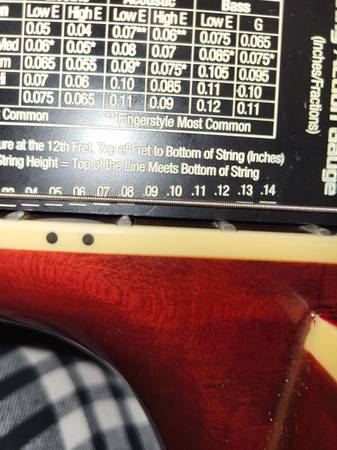 Acoustic Bass
Low E High E Low E High E Low E G
0.05 0.04 0.07** 0.06** 0.075 0.065
Med 0.06* 0.05* 0.08 0.07 0.085* 0.075*
0.065 0.055 0.09* 0.075* 0.105 0.095
0.07 0.06 0.10 0.085 0.11 0.10
0.075 0.065 0.11 0.09 0.12 0.11
Common ** Fingerstyle Most Common
at the 12th Fret, Top of Fret to Bottom of String (Inches)
String Height = Top of the Line Meets Bottom of String
.04 .05 .06 .07 .08 .09 .10 .11 .12 .13 .14
Gauge
(Inches/Fractions)